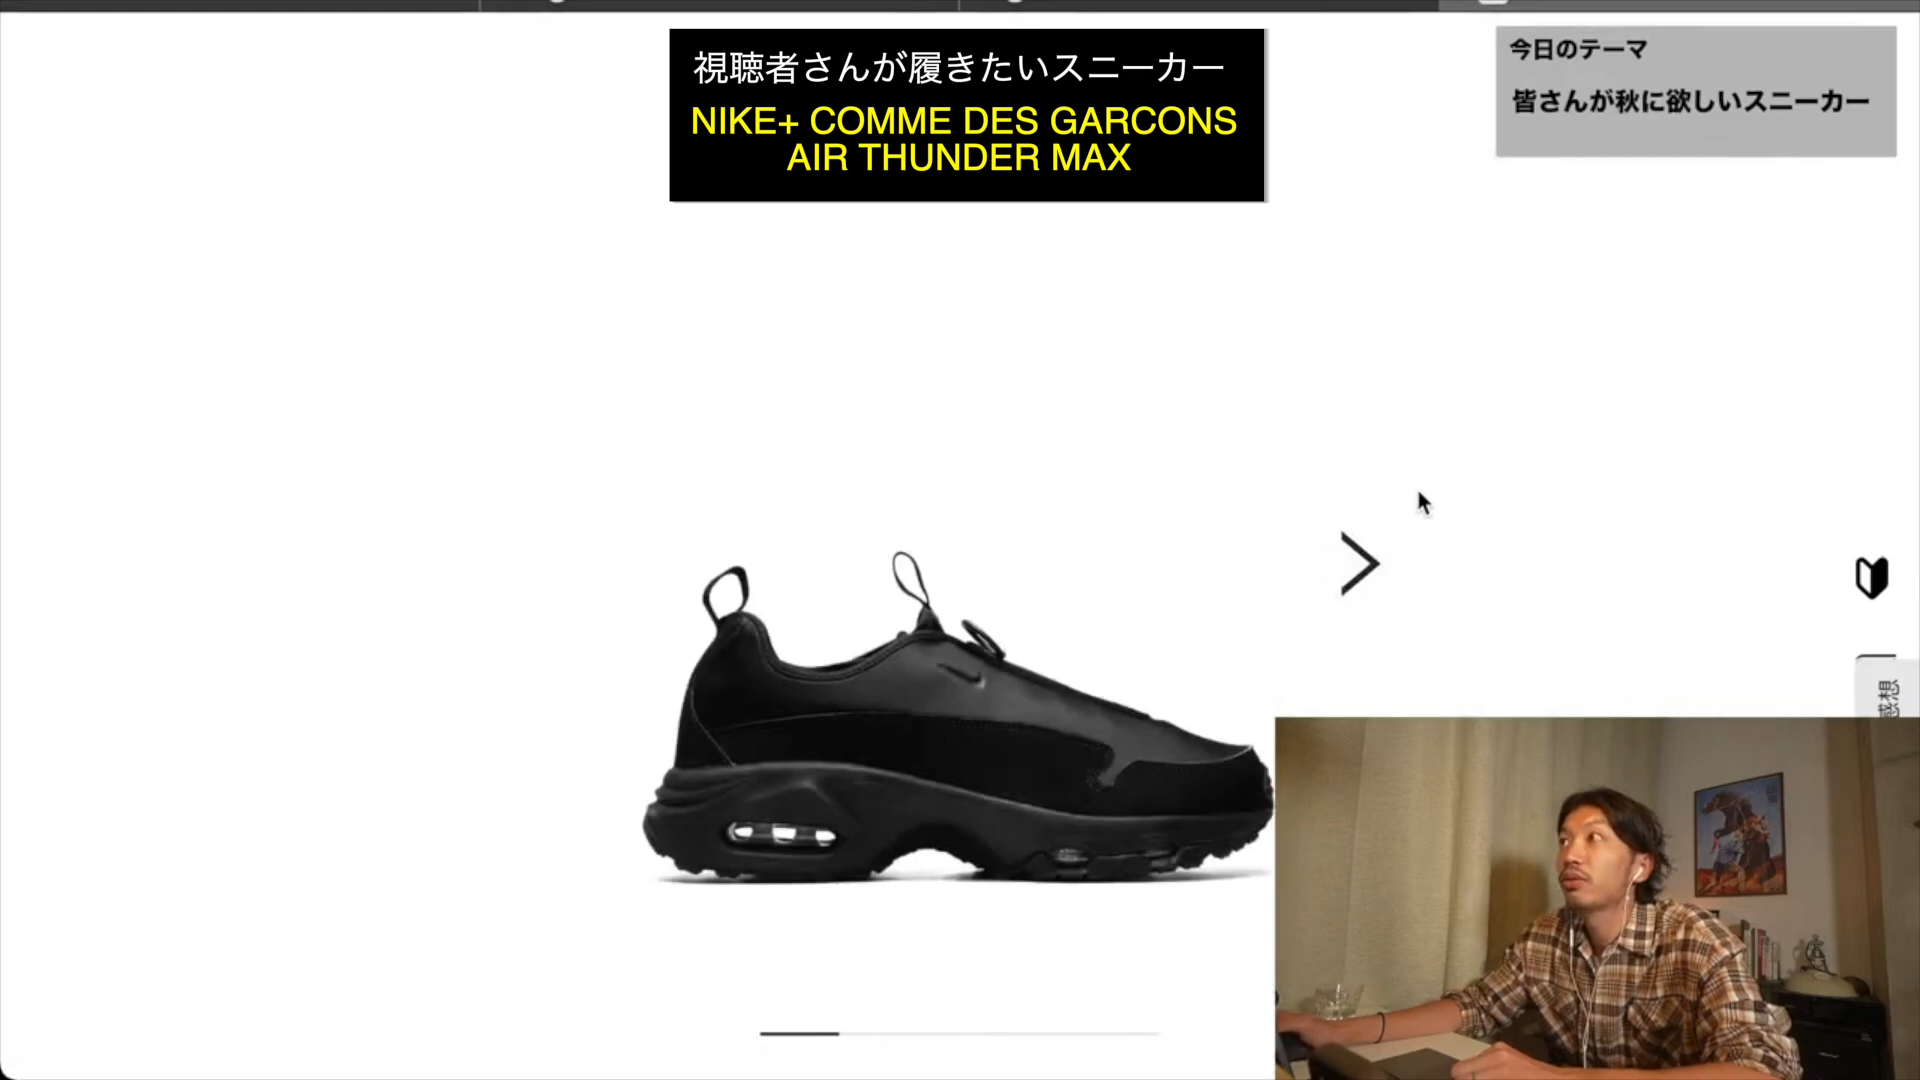 視聴者さんが履きたいスニーカー
NIKE+ COMME DES GARCONS
AIR THUNDER MAX
今日のテーマ
皆さんが秋に欲しいスニーカー
感想